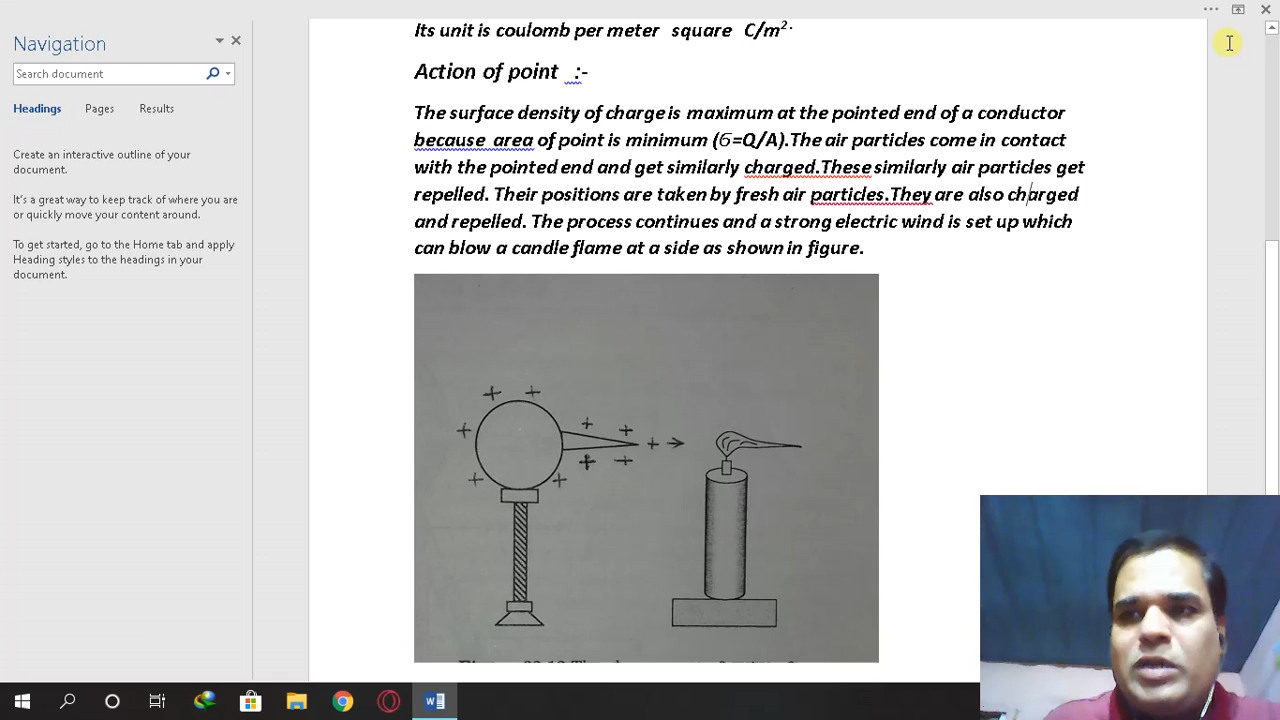 Its unit is coulomb per meter square C/m².
Navigation
Search document
Action of point :-
Headings Pages Results
The surface density of charge is maximum at the pointed end of a conductor
because area of point is minimum (Ϭ=Q/A).The air particles come in contact
Create an interactive outline of your
document.
with the pointed end and get similarly charged.These similarly air particles get
It's a great way to keep track of where you are
or quickly move your content around.
repelled. Their positions are taken by fresh air particles.They are also charged
and repelled. The process continues and a strong electric wind is set up which
To get started, go to the Home tab and apply
Heading styles to the headings in your
document.
can blow a candle flame at a side as shown in figure.